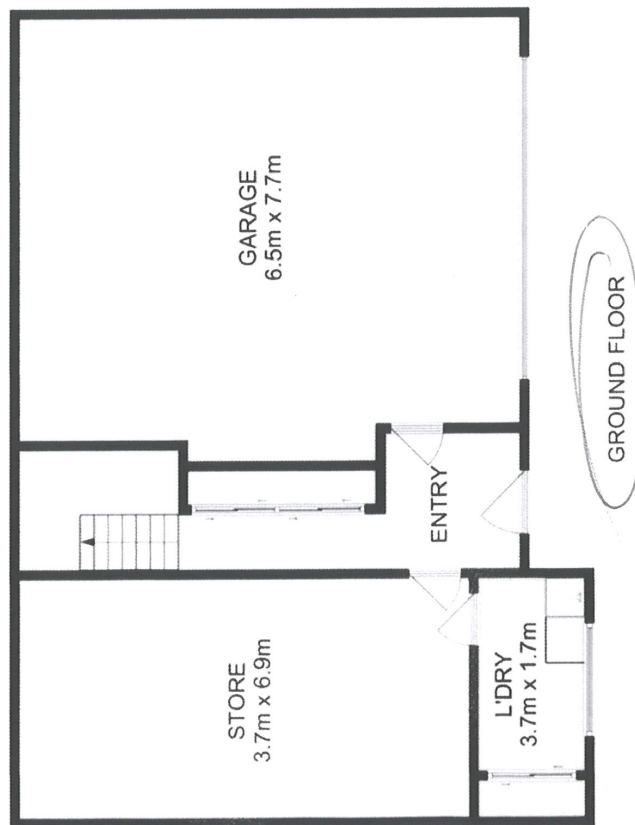 GARAGE
6.5m x 7.7m
ENTRY
STORE
3.7m x 6.9m
L'DRY
3.7m x 1.7m
GROUND FLOOR